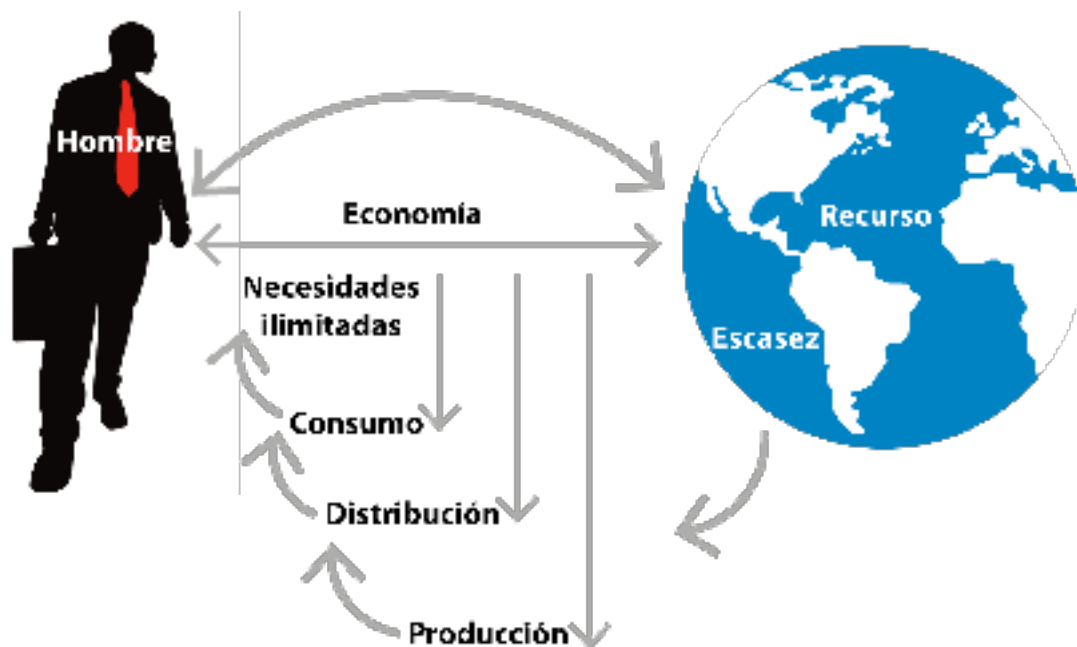 Hombre
Economía
Recurso
Necesidades
ilimitadas
Escasez
Consumo
Distribución
Producción